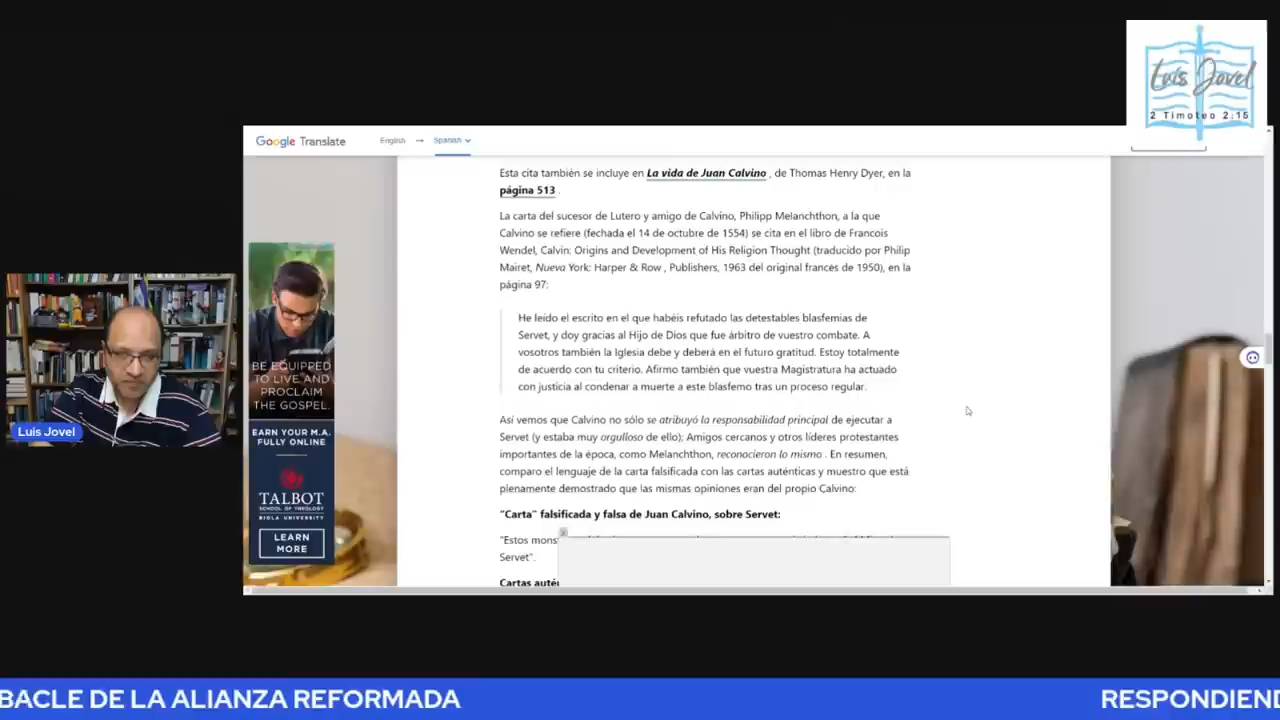 Luis Jovel
2 Timoteo 2:15
Google Translate
English → Spanish
Esta cita también se incluye en La vida de Juan Calvino , de Thomas Henry Dyer, en la
página 513 .
La carta del sucesor de Lutero y amigo de Calvino, Philipp Melanchthon, a la que
Calvino se refiere (fechada el 14 de octubre de 1554) se cita en el libro de Francois
Wendel, Calvin: Origins and Development of His Religion Thought (traducido por Philip
Mairet, Nueva York: Harper & Row , Publishers, 1963 del original francés de 1950), en la
página 97:
He leído el escrito en el que habéis refutado las detestables blasfemias de
Servet, y doy gracias al Hijo de Dios que fue árbitro de vuestro combate. A
vosotros también la Iglesia debe y deberá en el futuro gratitud. Estoy totalmente
de acuerdo con tu criterio. Afirmo también que vuestra Magistratura ha actuado
con justicia al condenar a muerte a este blasfemo tras un proceso regular.
Así vemos que Calvino no sólo se atribuyó la responsabilidad principal de ejecutar a
Servet (y estaba muy orgulloso de ello); Amigos cercanos y otros líderes protestantes
importantes de la época, como Melanchthon, reconocieron lo mismo . En resumen,
comparo el lenguaje de la carta falsificada con las cartas auténticas y muestro que está
plenamente demostrado que las mismas opiniones eran del propio Calvino:
"Carta" falsificada y falsa de Juan Calvino, sobre Servet:
"Estos
Servet".
Cartas
BE EQUIPPED
TO LIVE AND
PROCLAIM
THE GOSPEL.
EARN YOUR M.A.
FULLY ONLINE
TALBOT
SCHOOL OF THEOLOGY
BIOLA UNIVERSITY
LEARN
MORE
Luis Jovel
BACLE DE LA ALIANZA REFORMADA
RESPONDIEND